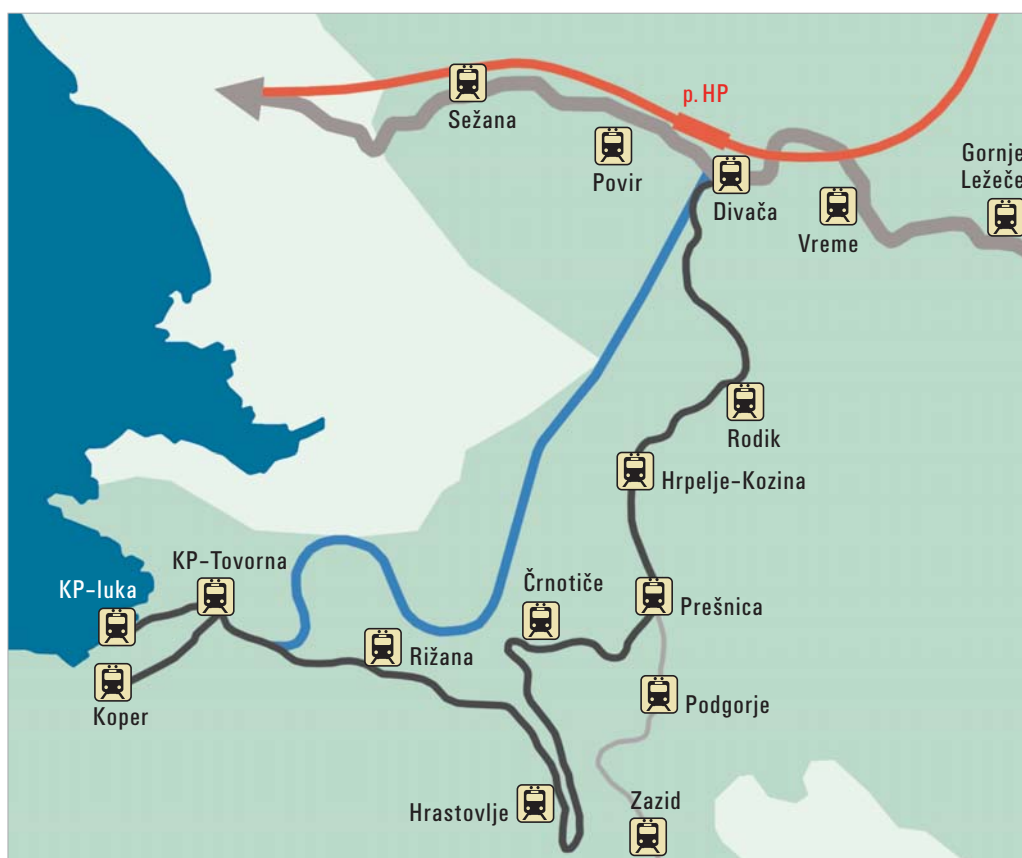 p. HP
Sežana
Povir
Divača
Vreme
Gornje
Ležeče
Rodik
Hrpelje-Kozina
KP-Tovorna
KP-luka
Črnotiče
Prešnica
Rižana
Koper
Podgorje
Hrastovlje
Zazid